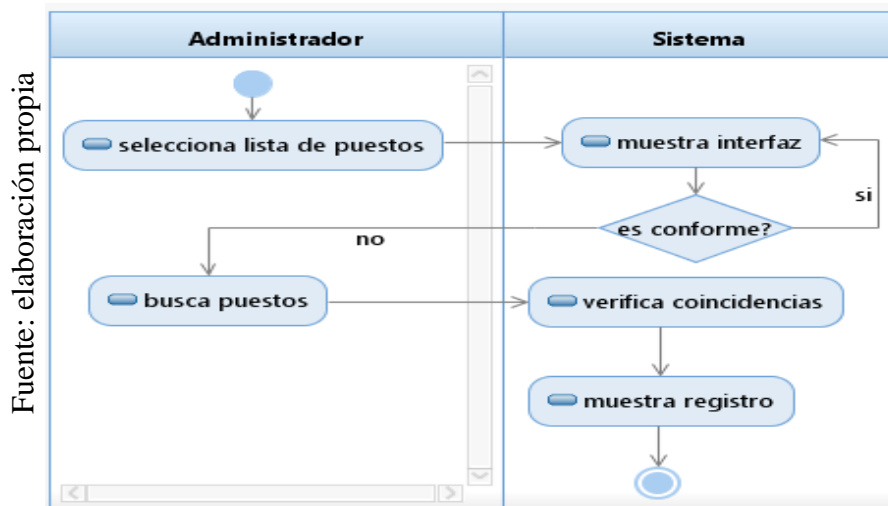 Administrador
Sistema
selecciona lista de puestos
muestra interfaz
si
es conforme?
no
busca puestos
verifica coincidencias
muestra registro
Fuente: elaboración propia